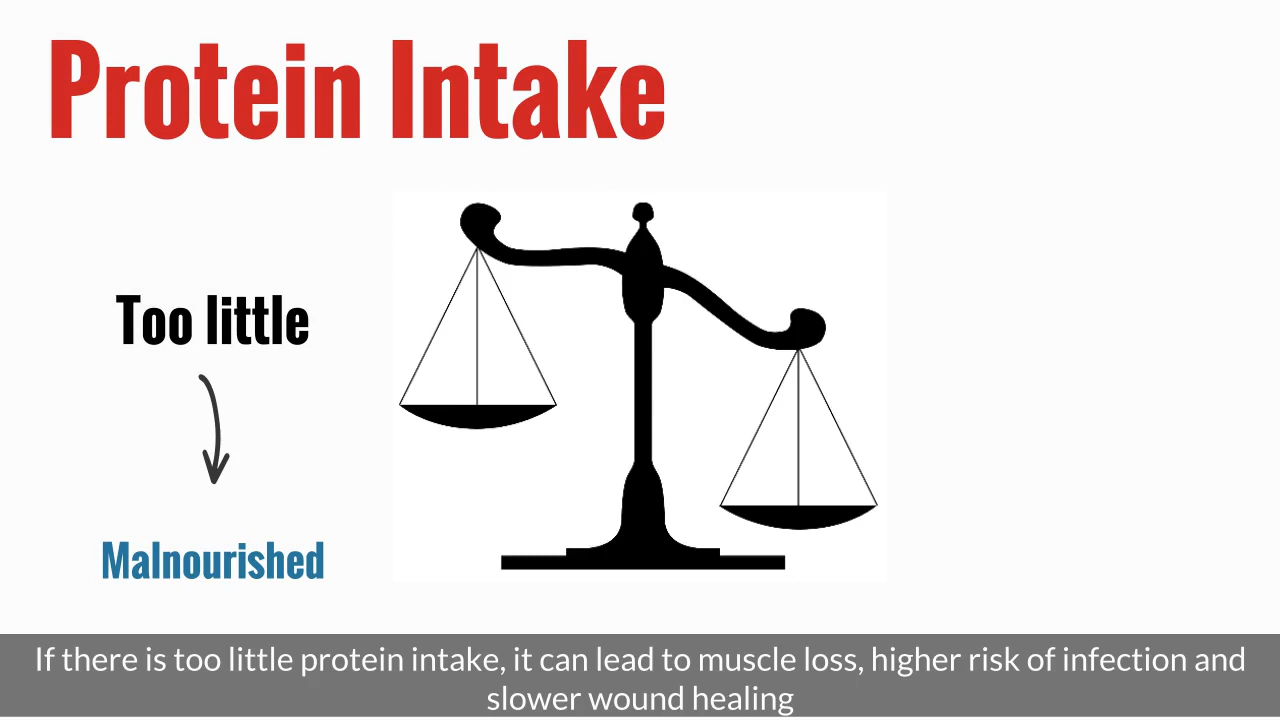 Protein Intake
Too little
Malnourished
If there is too little protein intake, it can lead to muscle loss, higher risk of infection and
slower wound healing